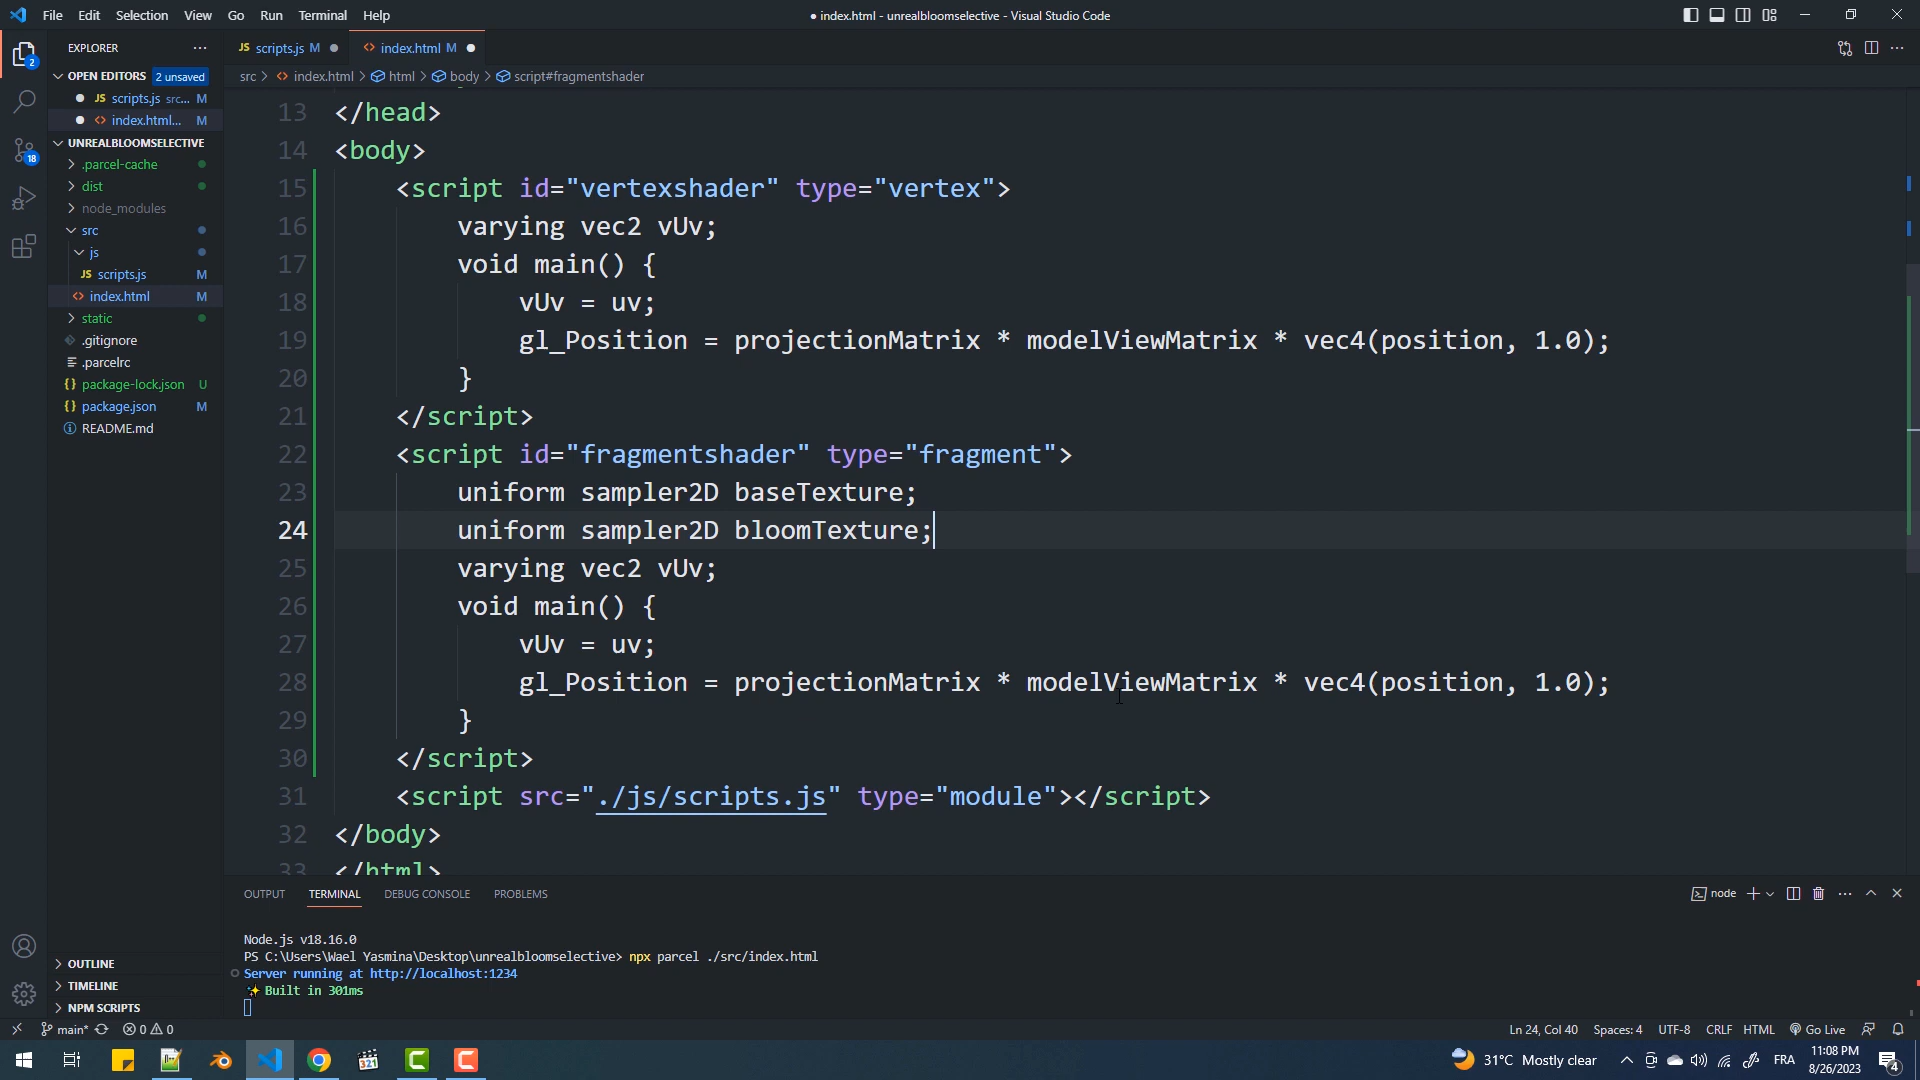 File Edit Selection View Go Run Terminal Help
● index.html - unrealbloomselective - Visual Studio Code
EXPLORER ···
JS scripts.js M ●
<> index.html M ●
OPEN EDITORS 2 unsaved
src > <> index.html > html > body > script#fragmentshader
● JS scripts.js src... M
● <> index.html... M
UNREALBLOOMSELECTIVE
> .parcel-cache
> dist
> node_modules
src
js
JS scripts.js M
<> index.html M
> static
.gitignore
.parcelrc
{} package-lock.json U
{} package.json M
README.md
2
18
13 </head>
14 <body>
15 <script id="vertexshader" type="vertex">
16 varying vec2 vUv;
17 void main() {
18 vUv = uv;
19 gl_Position = projectionMatrix * modelViewMatrix * vec4(position, 1.0);
20 }
21 </script>
22 <script id="fragmentshader" type="fragment">
23 uniform sampler2D baseTexture;
24 uniform sampler2D bloomTexture;
25 varying vec2 vUv;
26 void main() {
27 vUv = uv;
28 gl_Position = projectionMatrix * modelViewMatrix * vec4(position, 1.0);
29 }
30 </script>
31 <script src="./js/scripts.js" type="module"></script>
32 </body>
33 </html>
OUTPUT TERMINAL DEBUG CONSOLE PROBLEMS
node
Node.js v18.16.0
PS C:\Users\Wael Yasmina\Desktop\unrealbloomselective> npx parcel ./src/index.html
Server running at http://localhost:1234
✨ Built in 301ms
> OUTLINE
> TIMELINE
> NPM SCRIPTS
main* 0 0
Ln 24, Col 40 Spaces: 4 UTF-8 CRLF HTML Go Live
321
31°C Mostly clear
FRA
11:08 PM
8/26/2023
4